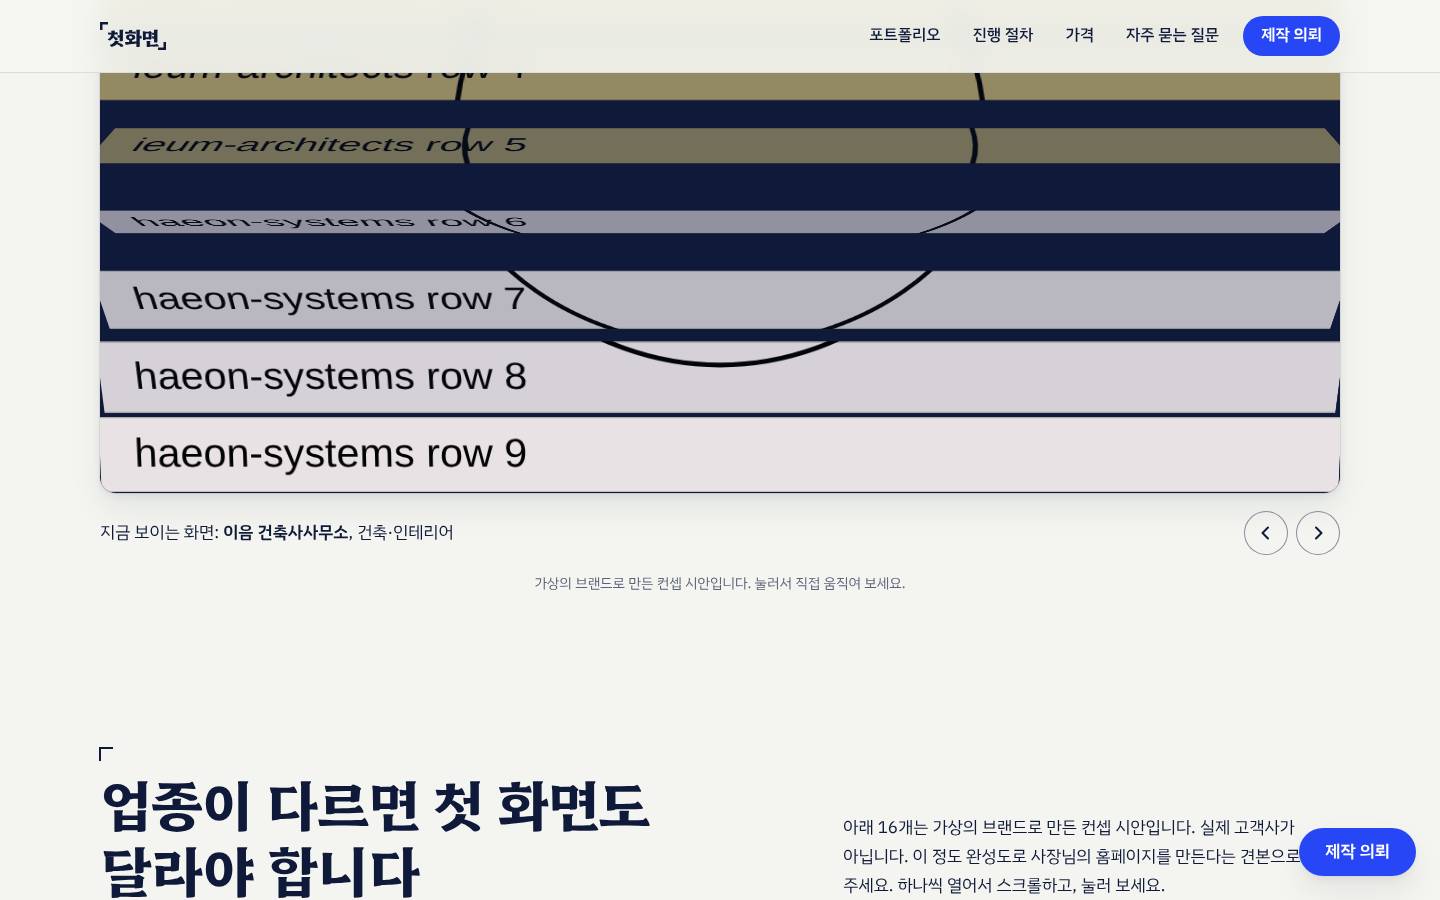 첫화면
포트폴리오
진행 절차
가격
자주 묻는 질문
제작 의뢰
ieum-architects row 5
haeon-systems row 6
haeon-systems row 7
haeon-systems row 8
haeon-systems row 9
지금 보이는 화면: 이음 건축사사무소, 건축·인테리어
가상의 브랜드로 만든 컨셉 시안입니다. 눌러서 직접 움직여 보세요.
업종이 다르면 첫 화면도
달라야 합니다
아래 16개는 가상의 브랜드로 만든 컨셉 시안입니다. 실제 고객사가
아닙니다. 이 정도 완성도로 사장님의 홈페이지를 만든다는 견본으로
주세요. 하나씩 열어서 스크롤하고, 눌러 보세요.
제작 의뢰